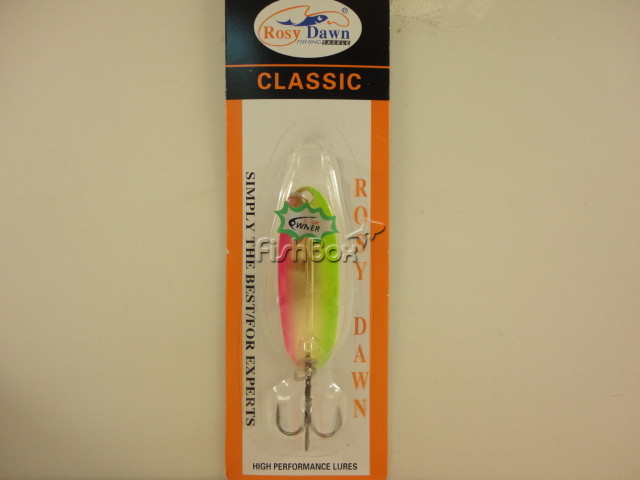 Rosy Dawn ®
FISHING TACKLE
CLASSIC
SIMPLY THE BEST/FOR EXPERTS
ROSY DAWN
OWNER
FishBox
HIGH PERFORMANCE LURES